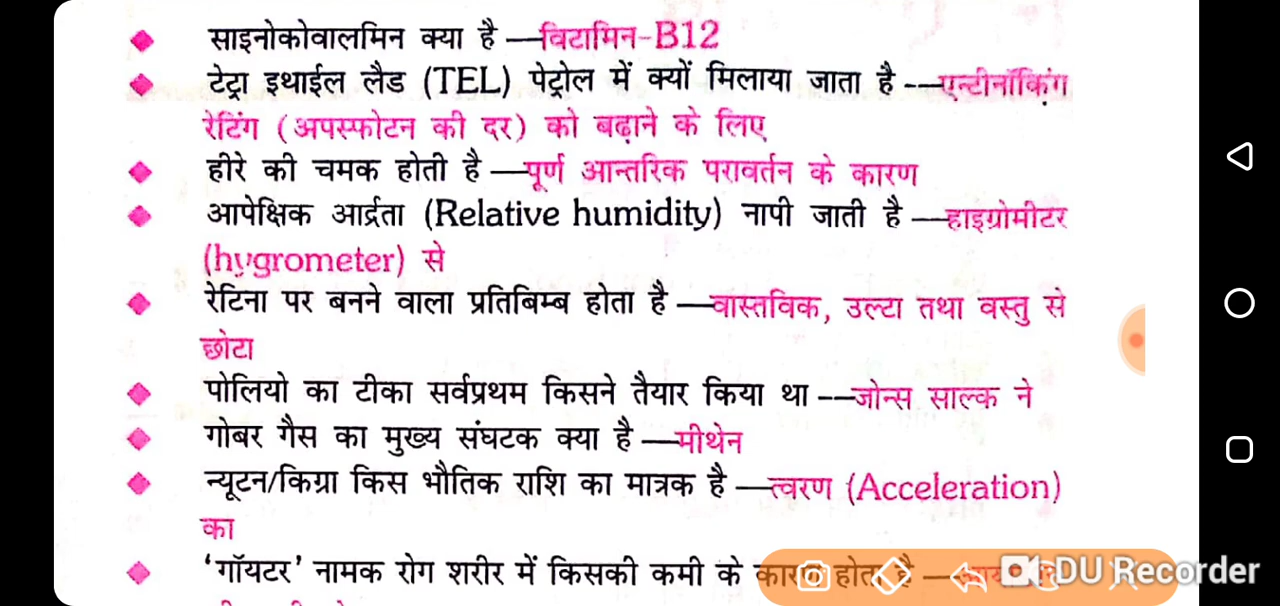 साइनोकोवालमिन क्या है —विटामिन-B12
टेट्रा इथाईल लैड (TEL) पेट्रोल में क्यों मिलाया जाता है -—एन्टीनॉकिंग
रेटिंग (अपस्फोटन की दर) को बढ़ाने के लिए
हीरे की चमक होती है —पूर्ण आन्तरिक परावर्तन के कारण
आपेक्षिक आर्द्रता (Relative humidity) नापी जाती है —हाइग्रोमीटर
(hygrometer) से
रेटिना पर बनने वाला प्रतिबिम्ब होता है —वास्तविक, उल्टा तथा वस्तु से
छोटा
पोलियो का टीका सर्वप्रथम किसने तैयार किया था -—जोन्स साल्क ने
गोबर गैस का मुख्य संघटक क्या है —मीथेन
न्यूटन/किग्रा किस भौतिक राशि का मात्रक है —त्वरण (Acceleration)
का
‘गॉयटर’ नामक रोग शरीर में किसकी कमी के कारण होता है —
DU Recorder